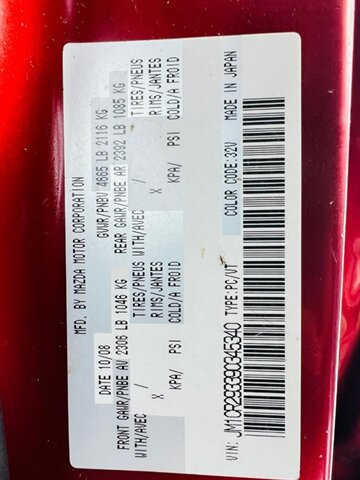 MFD. BY MAZDA MOTOR CORPORATION
DATE 10/08 GVWR/PNBV 4665 LB 2116 KG
FRONT GAWR/PNBE AV 2306 LB 1046 KG REAR GAWR/PNBE AR 2392 LB 1085 KG
WITH/AVEC TIRES/PNEUS WITH/AVEC TIRES/PNEUS
/ X RIMS/JANTES / X RIMS/JANTES
KPA/ PSI COLD/A FROID KPA/ PSI COLD/A FROID
VIN: JM1CR293390345340 TYPE:PC/VT COLOR CODE:32V MADE IN JAPAN